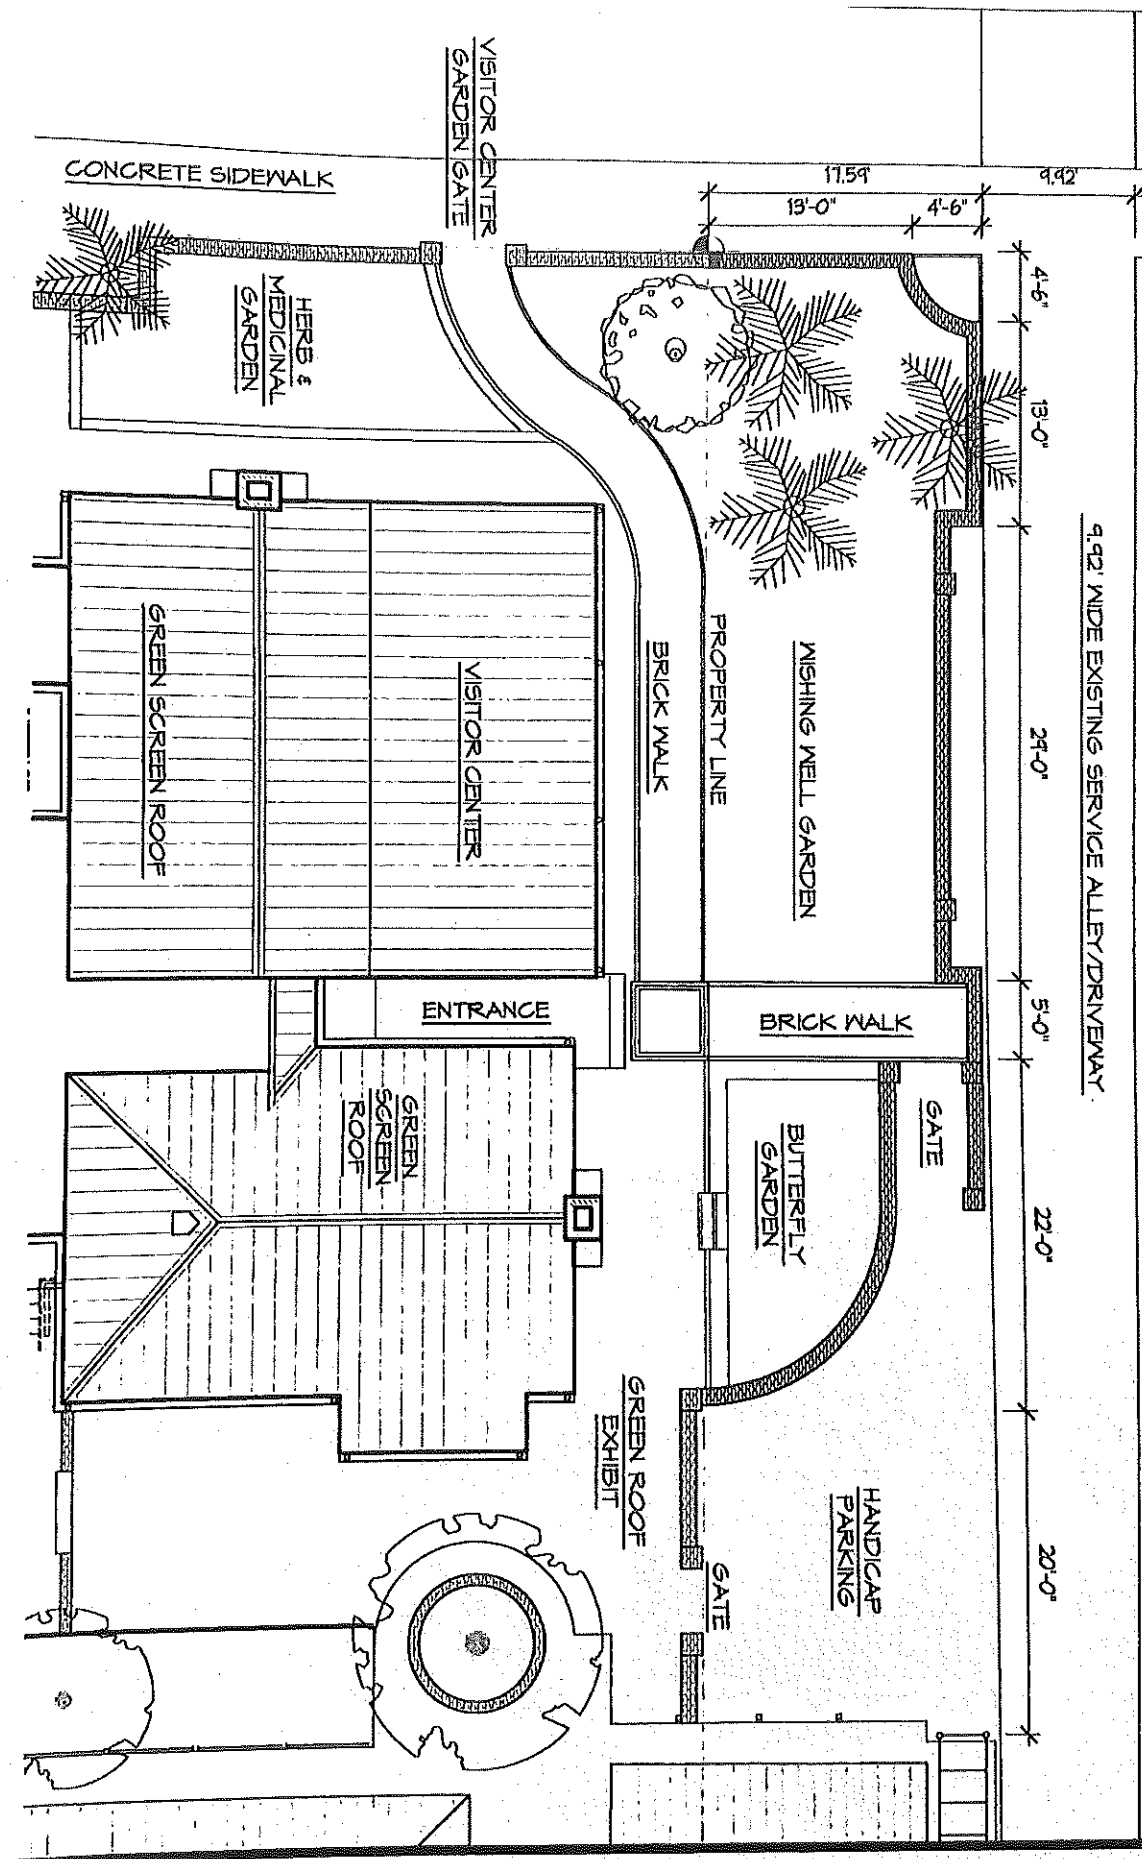 VISITOR CENTER
GARDEN GATE
CONCRETE SIDEWALK
17.59'
9.92'
13'-0"
4'-6"
4'-6"
13'-0"
29'-0"
5'-0"
22'-0"
20'-0"
9.92' WIDE EXISTING SERVICE ALLEY/DRIVEWAY
HERB &
MEDICINAL
GARDEN
WISHING WELL GARDEN
PROPERTY LINE
BRICK WALK
VISITOR CENTER
GREEN SCREEN ROOF
ENTRANCE
BRICK WALK
GATE
BUTTERFLY
GARDEN
GREEN
SCREEN
ROOF
GREEN ROOF
EXHIBIT
HANDICAP
PARKING
GATE